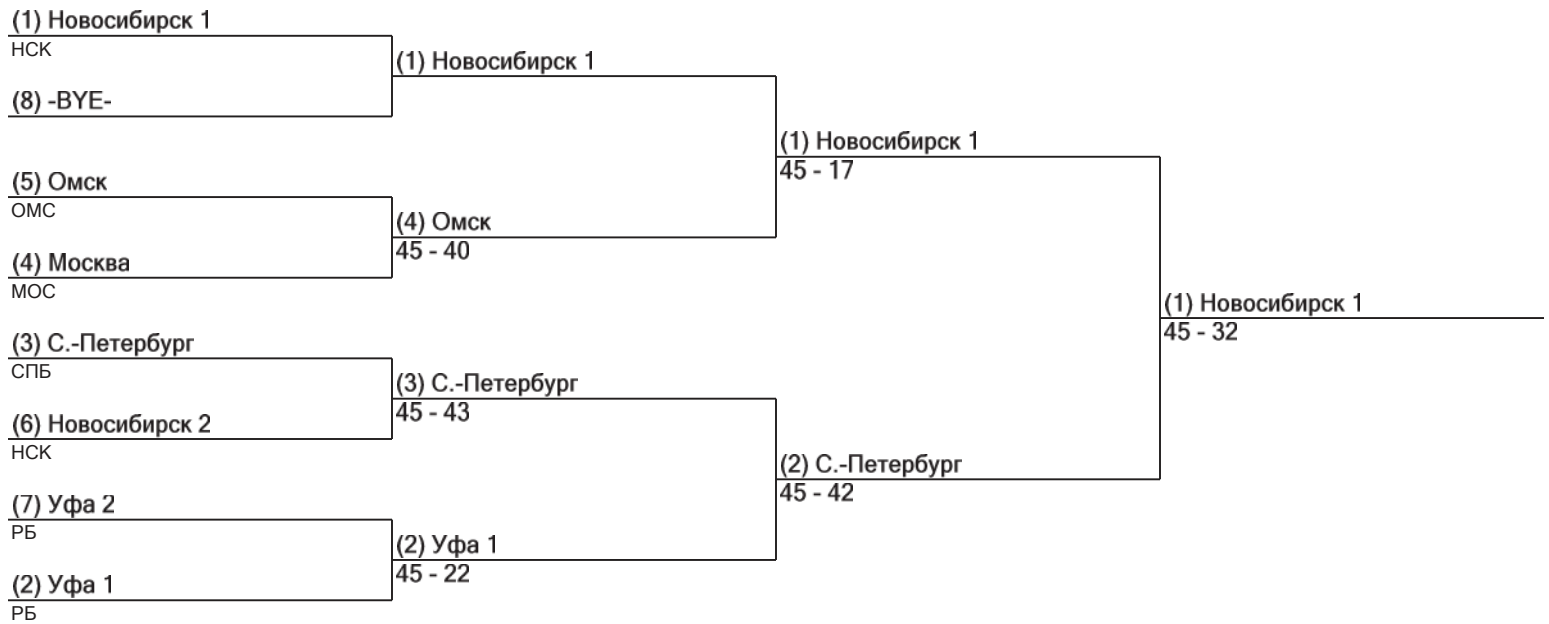 (1) Новосибирск 1
НСК
(8) -BYE-
(5) Омск
ОМС
(4) Москва
МОС
(3) С.-Петербург
СПБ
(6) Новосибирск 2
НСК
(7) Уфа 2
РБ
(2) Уфа 1
РБ
(1) Новосибирск 1
(4) Омск
45 - 40
(3) С.-Петербург
45 - 43
(2) Уфа 1
45 - 22
(1) Новосибирск 1
45 - 17
(2) С.-Петербург
45 - 42
(1) Новосибирск 1
45 - 32